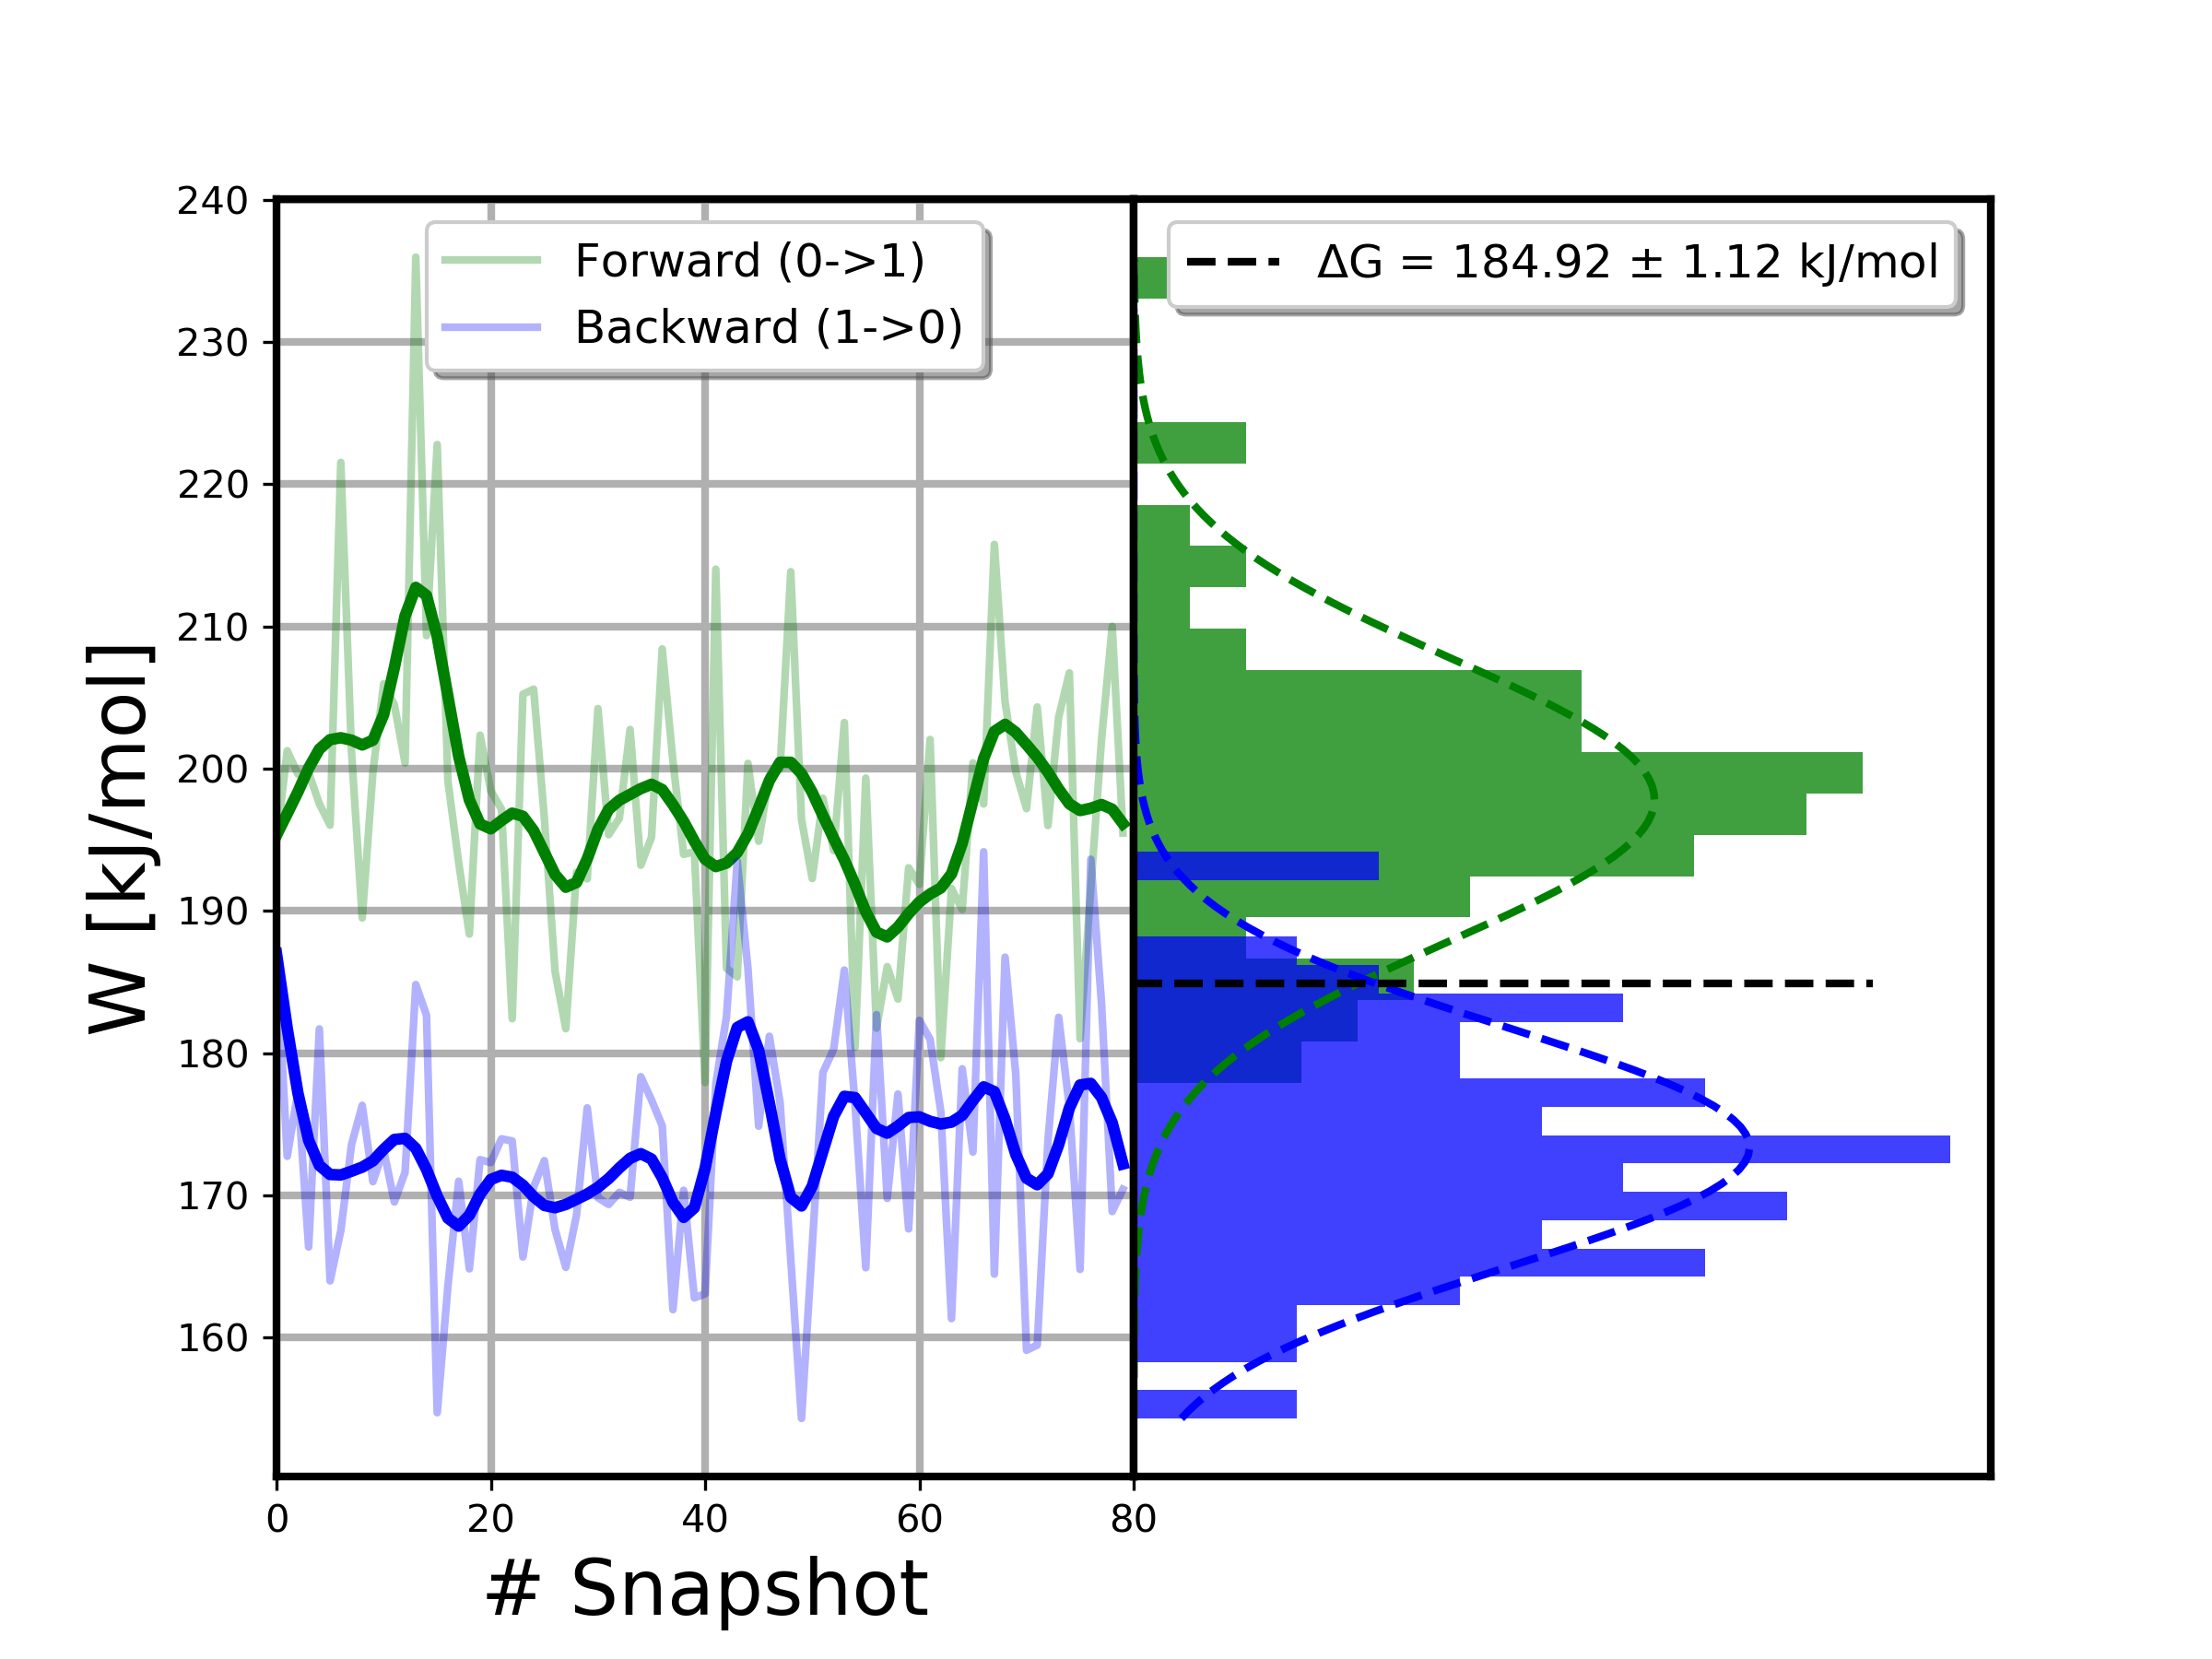 Forward (0->1)
Backward (1->0)
ΔG = 184.92 ± 1.12 kJ/mol
W [kJ/mol]
240
230
220
210
200
190
180
170
160
0 20 40 60 80
# Snapshot